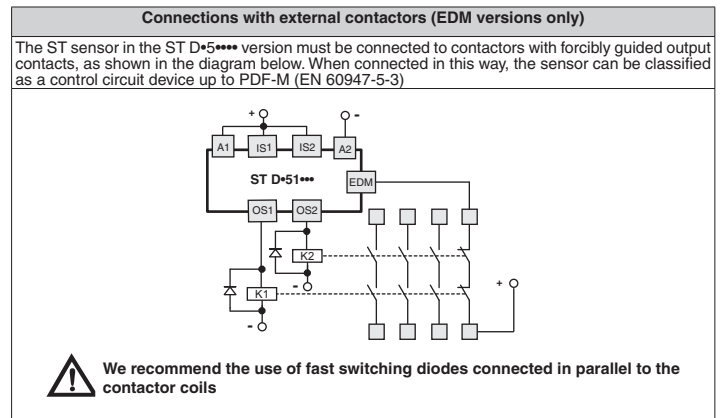 Connections with external contactors (EDM versions only)
The ST sensor in the ST D•5•••• version must be connected to contactors with forcibly guided output
contacts, as shown in the diagram below. When connected in this way, the sensor can be classified
as a control circuit device up to PDF-M (EN 60947-5-3)
+ -
A1 IS1 IS2 A2
ST D•51•••
EDM
OS1 OS2
K2
-
+
K1
-
We recommend the use of fast switching diodes connected in parallel to the
contactor coils